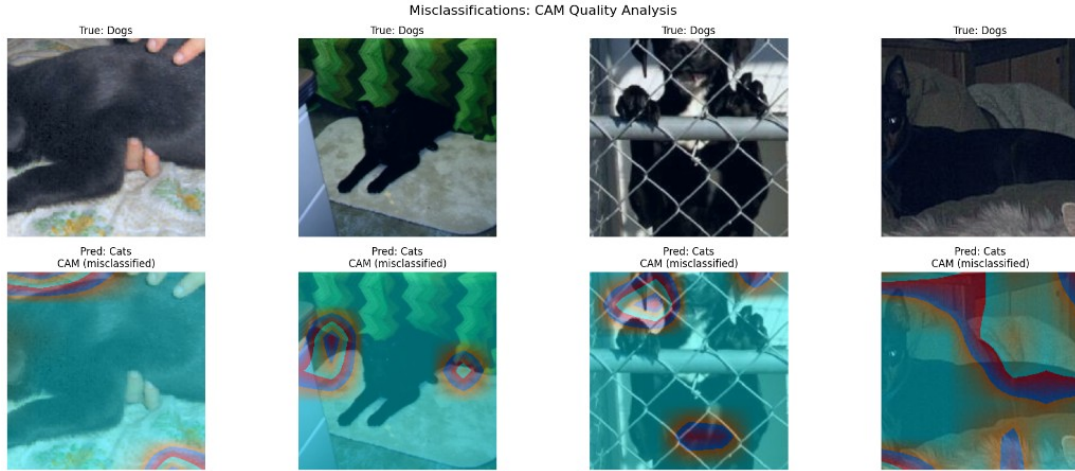 Misclassifications: CAM Quality Analysis
True: Dogs
True: Dogs
True: Dogs
True: Dogs
Pred: Cats
CAM (misclassified)
Pred: Cats
CAM (misclassified)
Pred: Cats
CAM (misclassified)
Pred: Cats
CAM (misclassified)